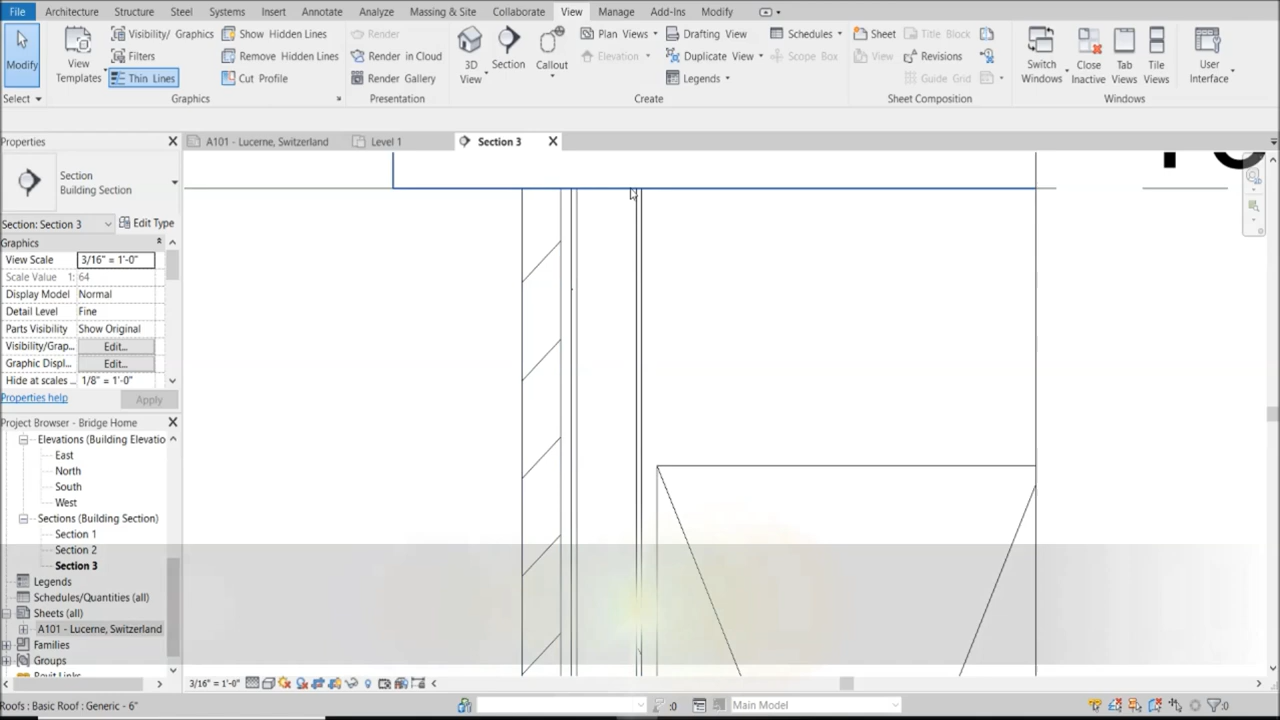 File Architecture Structure Steel Systems Insert Annotate Analyze Massing & Site Collaborate View Manage Add-Ins Modify
Modify
Select
View
Templates
Visibility/ Graphics
Filters
Thin Lines
Show Hidden Lines
Remove Hidden Lines
Cut Profile
Graphics
Render
Render in Cloud
Render Gallery
Presentation
3D
View
Section
Callout
Plan Views
Elevation
Drafting View
Duplicate View
Legends
Schedules
Scope Box
Create
Sheet
View
Title Block
Revisions
Guide Grid
Sheet Composition
Switch
Windows
Close
Inactive
Tab
Views
Tile
Views
Windows
User
Interface
Properties
A101 - Lucerne, Switzerland
Level 1
Section 3
Section
Building Section
Section: Section 3
Edit Type
Graphics
View Scale 3/16" = 1'-0"
Scale Value 1: 64
Display Model Normal
Detail Level Fine
Parts Visibility Show Original
Visibility/Grap... Edit...
Graphic Displ... Edit...
Hide at scales ... 1/8" = 1'-0"
Properties help
Apply
Project Browser - Bridge Home
Elevations (Building Elevatio
East
North
South
West
Sections (Building Section)
Section 1
Section 2
Section 3
Legends
Schedules/Quantities (all)
Sheets (all)
A101 - Lucerne, Switzerland
Families
Groups
Revit Links
3/16" = 1'-0"
Roofs : Basic Roof : Generic - 6"
:0
Main Model
:0